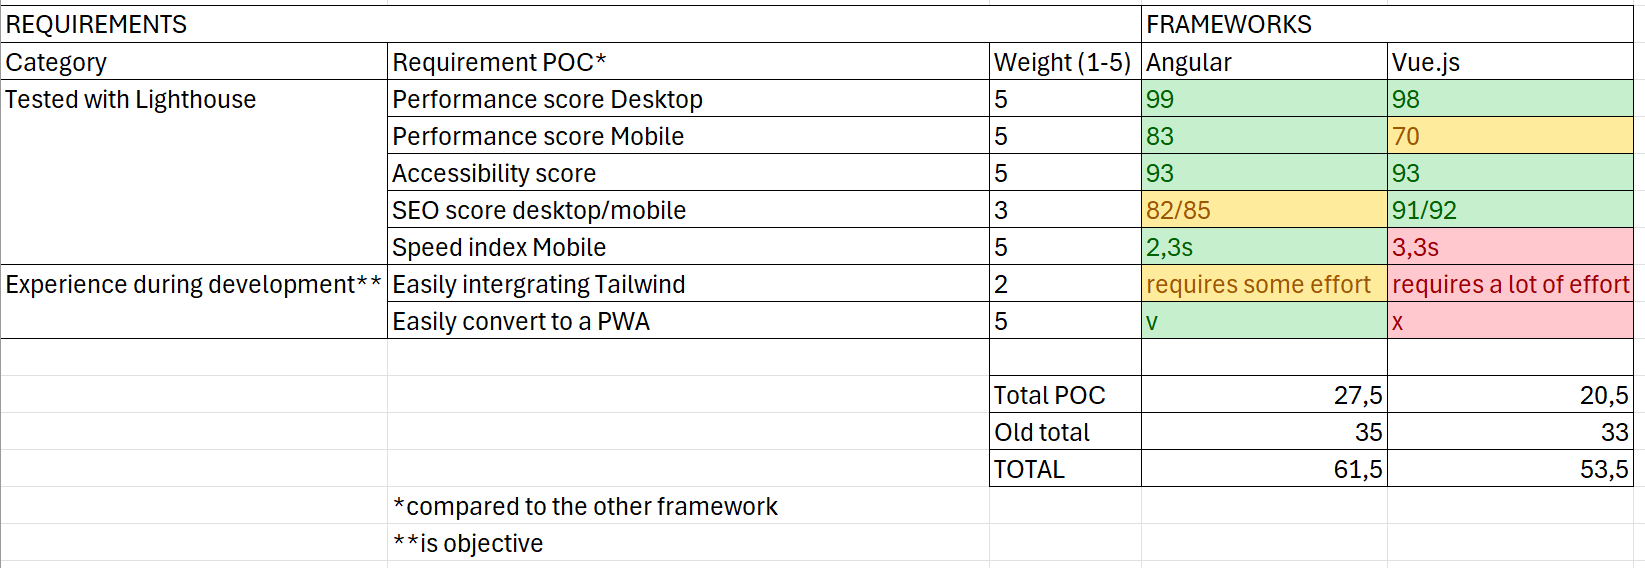 REQUIREMENTS FRAMEWORKS
Category Requirement POC* Weight (1-5) Angular Vue.js
Tested with Lighthouse Performance score Desktop 5 99 98
Performance score Mobile 5 83 70
Accessibility score 5 93 93
SEO score desktop/mobile 3 82/85 91/92
Speed index Mobile 5 2,3s 3,3s
Experience during development** Easily intergrating Tailwind 2 requires some effort requires a lot of effort
Easily convert to a PWA 5 v x
Total POC 27,5 20,5
Old total 35 33
TOTAL 61,5 53,5
*compared to the other framework
**is objective